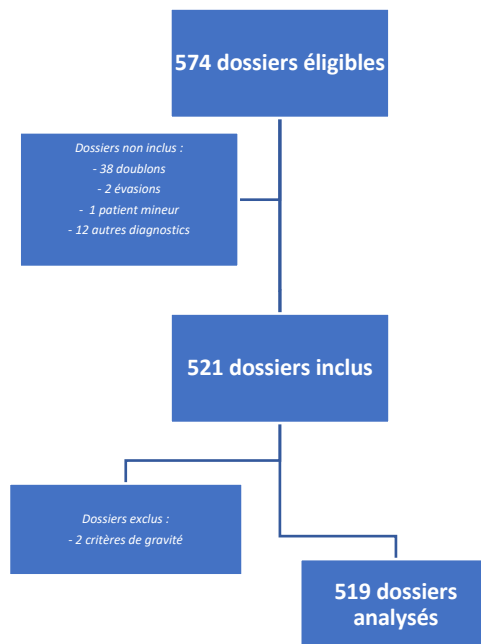 574 dossiers éligibles
Dossiers non inclus :
- 38 doublons
- 2 évasions
- 1 patient mineur
- 12 autres diagnostics
521 dossiers inclus
Dossiers exclus :
- 2 critères de gravité
519 dossiers
analysés